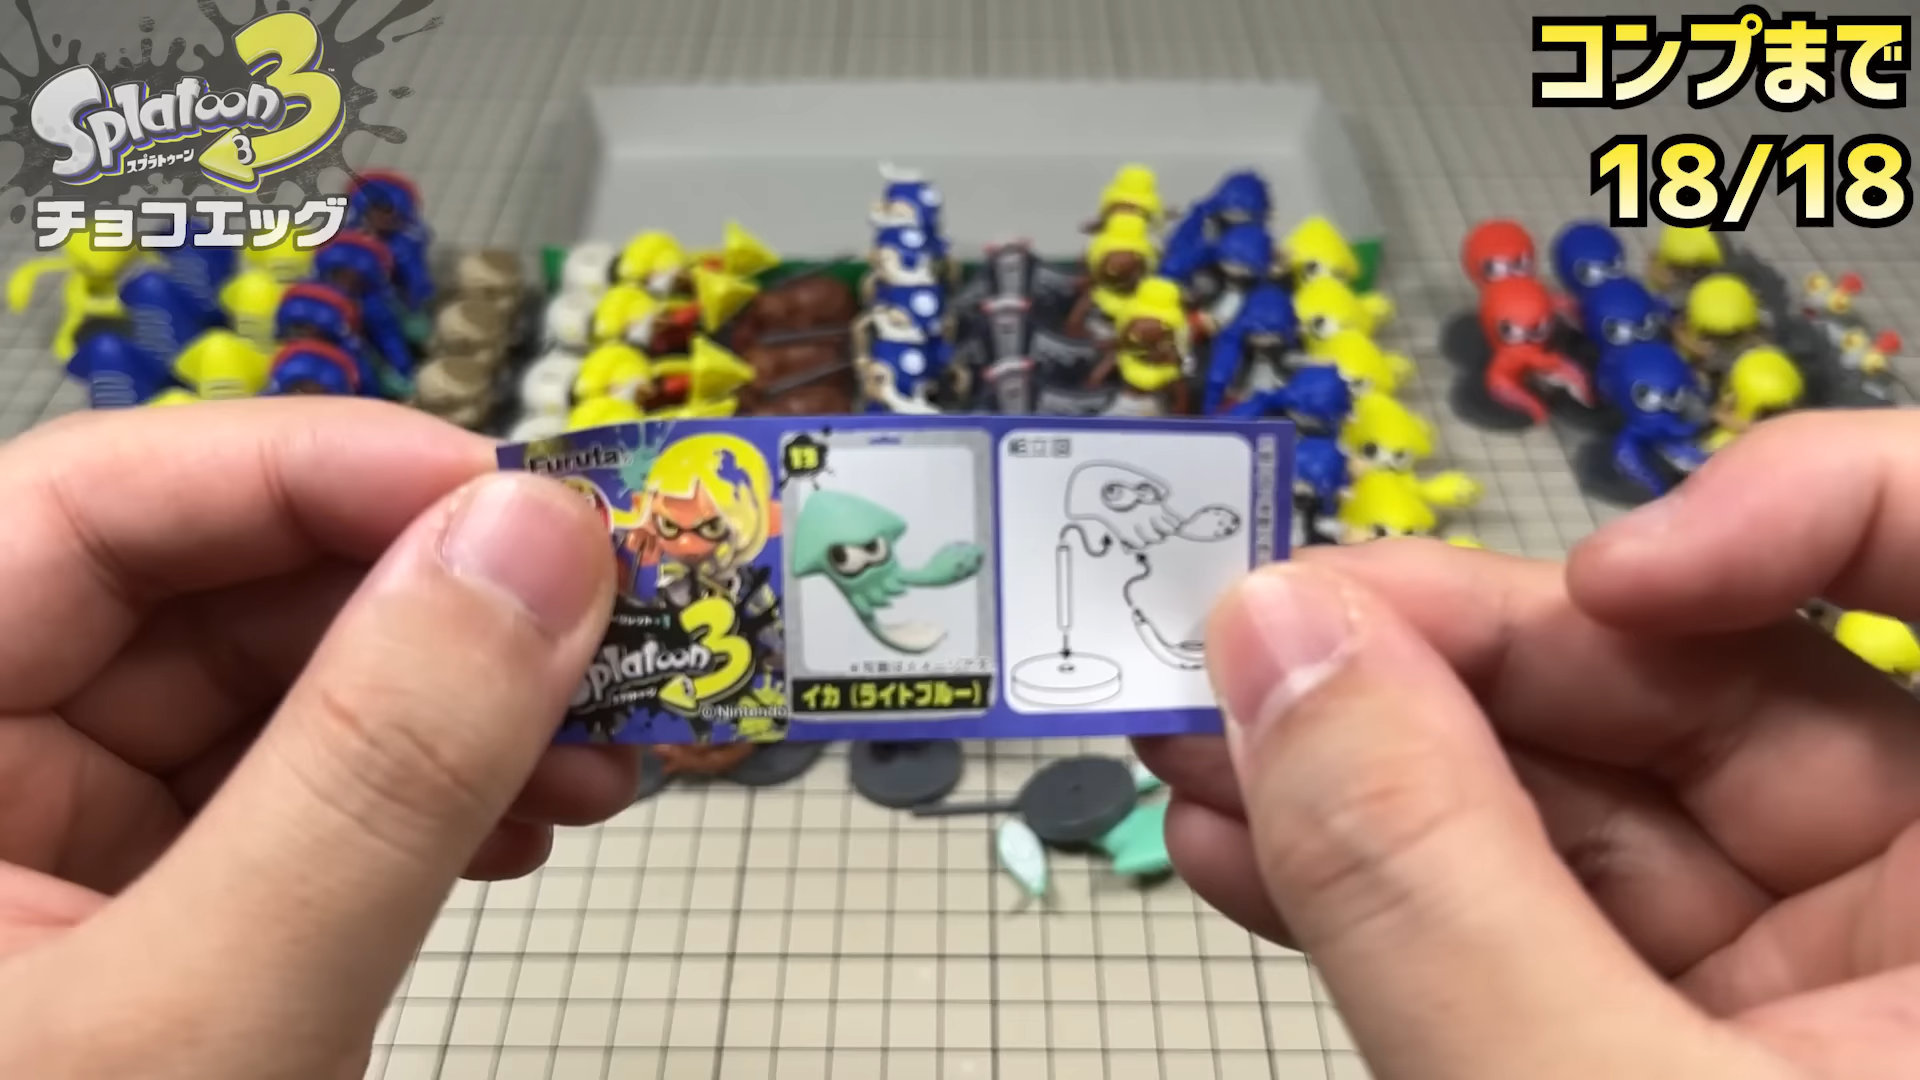 Splatoon 3
スプラトゥーン 3
チョコエッグ
コンプまで
18/18
Furuta
Splatoon 3
©Nintendo
13
イカ（ライトブルー）
組立図